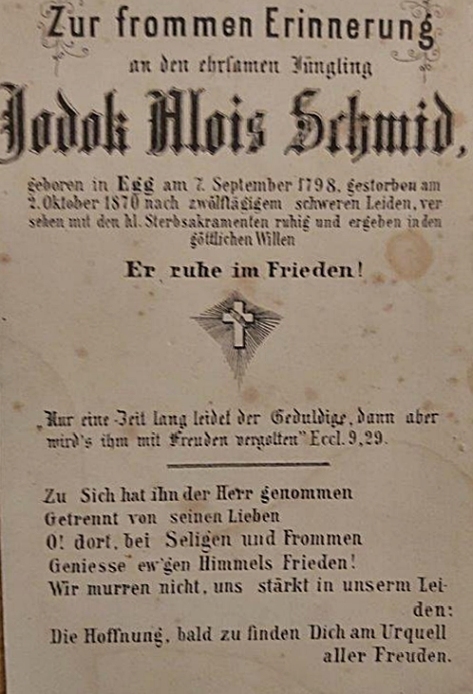 Zur frommen Erinnerung
an den ehrsamen Jüngling
Jodok Alois Schmid,
geboren in Egg am 7. September 1798, gestorben am
2. Oktober 1870 nach zwölftägigem schweren Leiden, ver
sehen mit den hl. Sterbsakramenten ruhig und ergeben in den
göttlichen Willen
Er ruhe im Frieden!
„Nur eine Zeit lang leidet der Geduldige, dann aber
wird's ihm mit Freuden vergolten" Eccl. 9,29.
Zu Sich hat ihn der Herr genommen
Getrennt von seinen Lieben
O! dort, bei Seligen und Frommen
Geniesse ew'gen Himmels Frieden!
Wir murren nicht, uns stärkt in unserm Lei-
den:
Die Hoffnung, bald zu finden Dich am Urquell
aller Freuden.